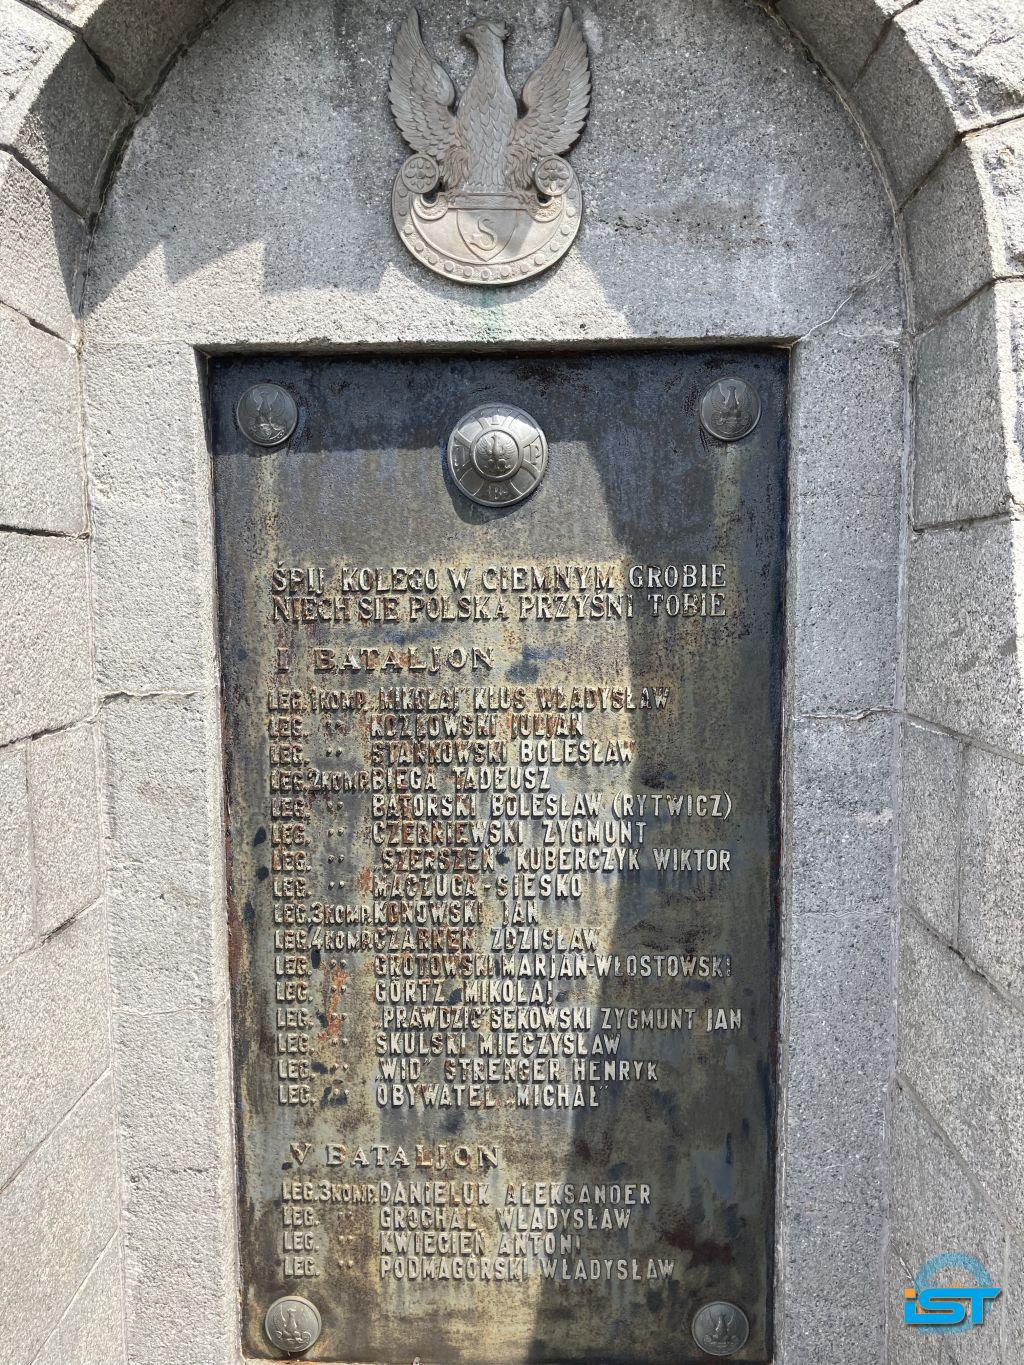 S
ŚPIJ KOLEGO W CIEMNYM GROBIE
NIECH SIE POLSKA PRZYŚNI TOBIE
I BATALJON
LEG. 1 KOMP. „MIKOŁAJ" KLUS WŁADYSŁAW
LEG. " KOZŁOWSKI JULJAN
LEG. " STAŃKOWSKI BOLESŁAW
LEG. 2 KOMP. BIEGA TADEUSZ
LEG. " BATORSKI BOLESŁAW (RYTWICZ)
LEG. " CZERNIEWSKI ZYGMUNT
LEG. " „SZERSZEŃ" KUBERCZYK WIKTOR
LEG. " MACZUGA-SIESKO
LEG. 3 KOMP. KONOWSKI JAN
LEG. 4 KOMP. CZARNEK ZDZISŁAW
LEG. " GROTOWSKI MARJAN-WŁOSTOWSKI
LEG. " GÖRTZ MIKOŁAJ
LEG. " „PRAWDZIC" SĘKOWSKI ZYGMUNT JAN
LEG. " SKULSKI MIECZYSŁAW
LEG. " „WID" STRENGER HENRYK
LEG. " OBYWATEL „MICHAŁ"
V BATALJON
LEG. 3 KOMP. DANIELUK ALEKSANDER
LEG. " GROCHAL WŁADYSŁAW
LEG. " KWIECIEŃ ANTONI
LEG. " PODMAGÓRSKI WŁADYSŁAW
iST